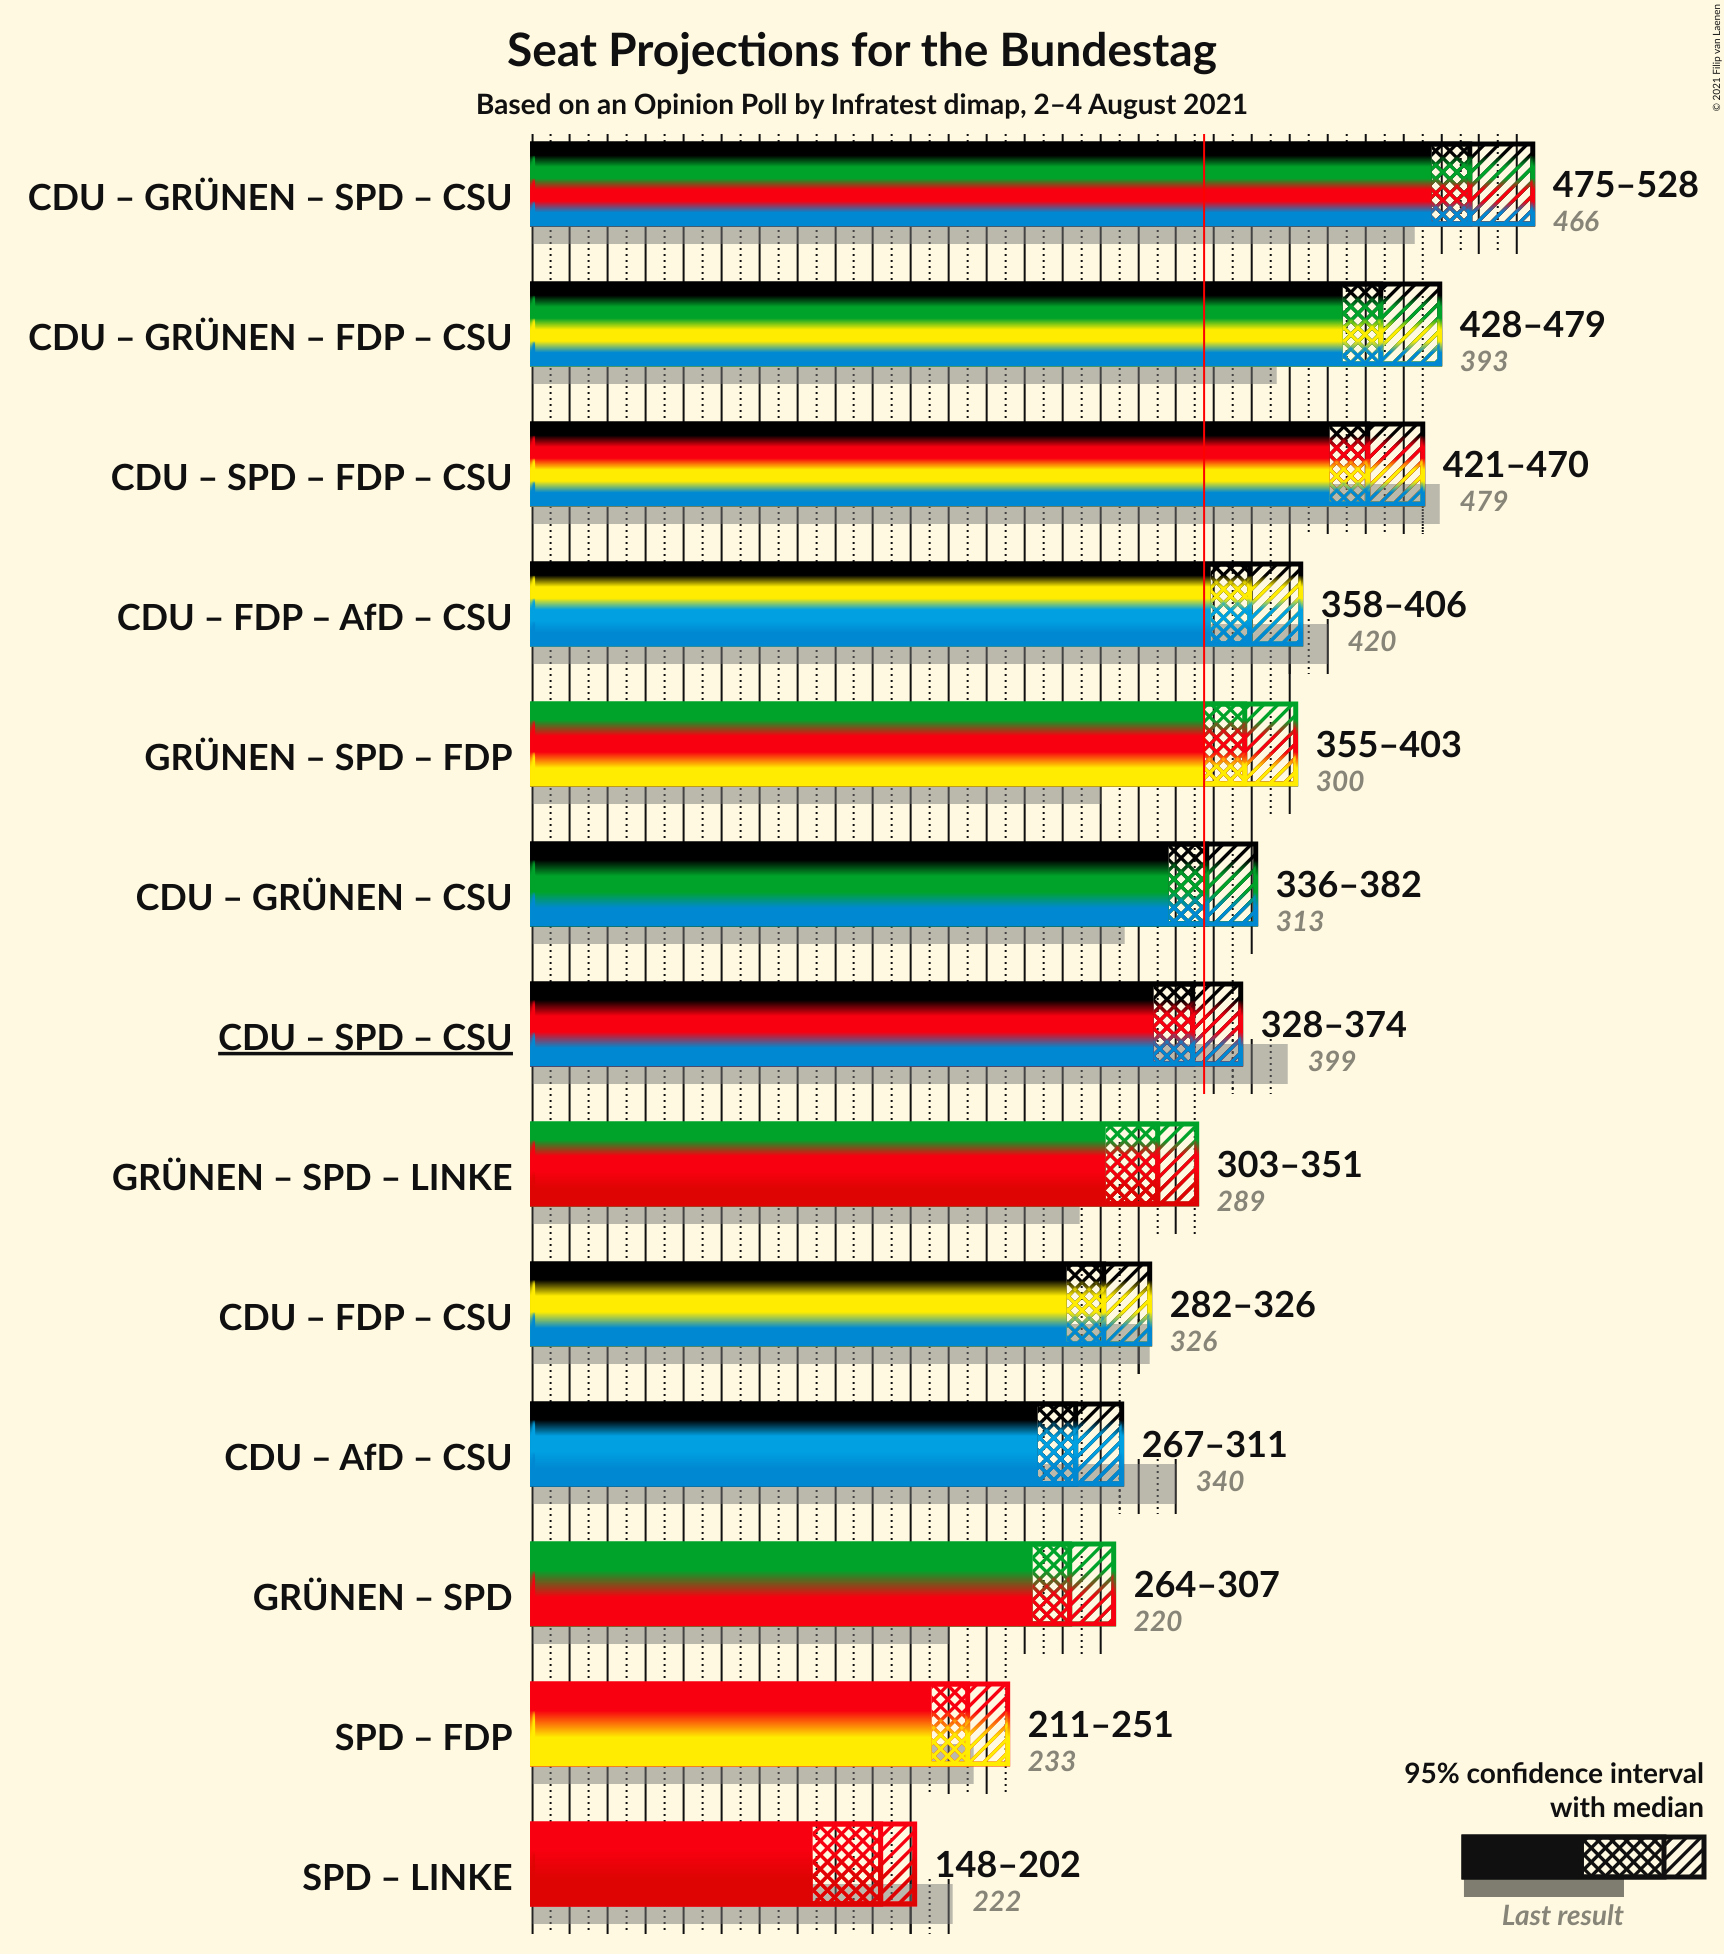 Seat Projections for the Bundestag
Based on an Opinion Poll by Infratest dimap, 2–4 August 2021
© 2021 Filip van Laenen
CDU – GRÜNEN – SPD – CSU
475–528
466
CDU – GRÜNEN – FDP – CSU
428–479
393
CDU – SPD – FDP – CSU
421–470
479
CDU – FDP – AfD – CSU
358–406
420
GRÜNEN – SPD – FDP
355–403
300
CDU – GRÜNEN – CSU
336–382
313
CDU – SPD – CSU
328–374
399
GRÜNEN – SPD – LINKE
303–351
289
CDU – FDP – CSU
282–326
326
CDU – AfD – CSU
267–311
340
GRÜNEN – SPD
264–307
220
SPD – FDP
211–251
233
SPD – LINKE
148–202
222
95% confidence interval
with median
Last result